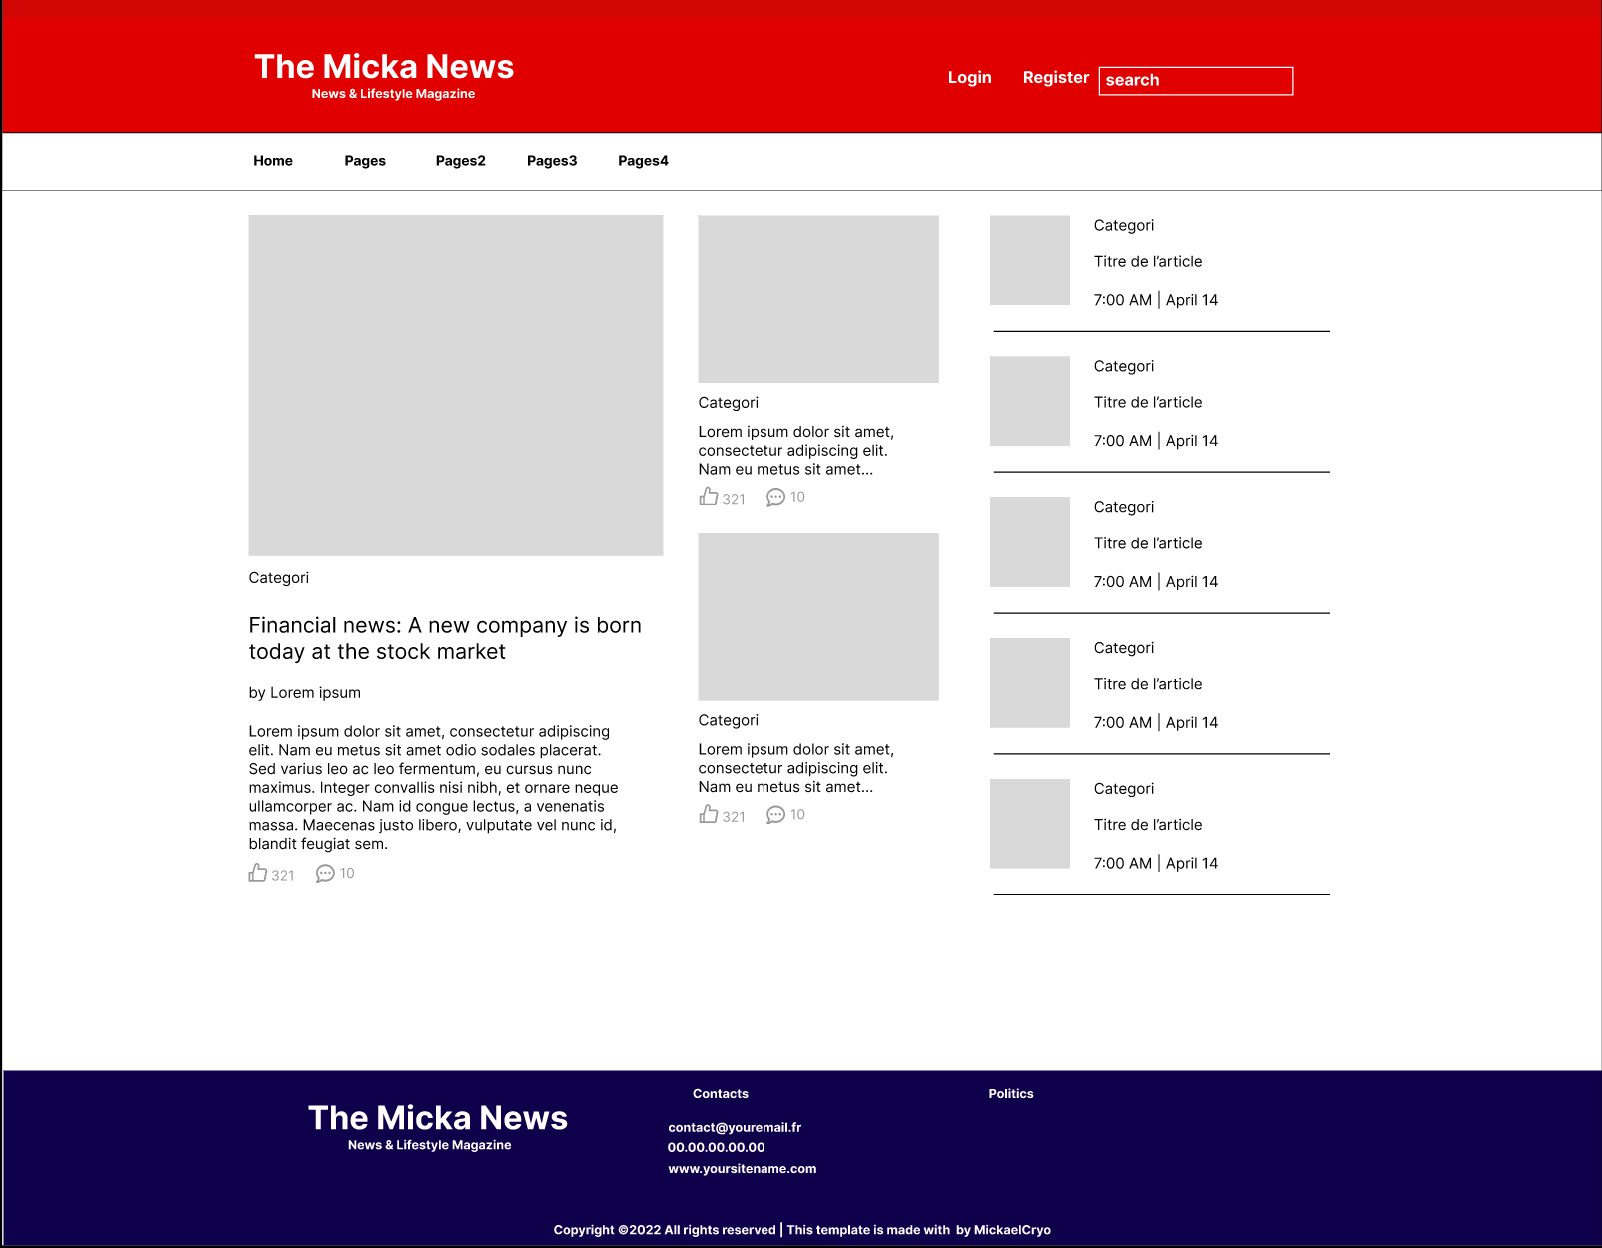 The Micka News
News & Lifestyle Magazine
Login
Register
search
Home
Pages
Pages2
Pages3
Pages4
Categori
Financial news: A new company is born
today at the stock market
by Lorem ipsum
Lorem ipsum dolor sit amet, consectetur adipiscing
elit. Nam eu metus sit amet odio sodales placerat.
Sed varius leo ac leo fermentum, eu cursus nunc
maximus. Integer convallis nisi nibh, et ornare neque
ullamcorper ac. Nam id congue lectus, a venenatis
massa. Maecenas justo libero, vulputate vel nunc id,
blandit feugiat sem.
321
10
Categori
Lorem ipsum dolor sit amet,
consectetur adipiscing elit.
Nam eu metus sit amet...
321
10
Categori
Lorem ipsum dolor sit amet,
consectetur adipiscing elit.
Nam eu metus sit amet...
321
10
Categori
Titre de l’article
7:00 AM | April 14
Categori
Titre de l’article
7:00 AM | April 14
Categori
Titre de l’article
7:00 AM | April 14
Categori
Titre de l’article
7:00 AM | April 14
Categori
Titre de l’article
7:00 AM | April 14
The Micka News
News & Lifestyle Magazine
Contacts
contact@youremail.fr
00.00.00.00.00
www.yoursitename.com
Politics
Copyright ©2022 All rights reserved | This template is made with by MickaelCryo